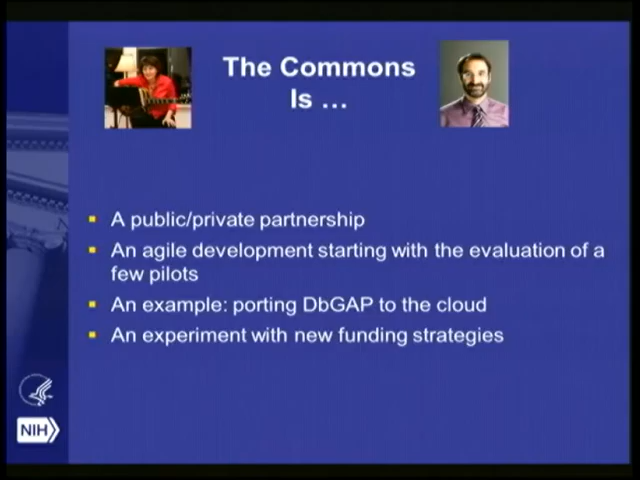 The Commons
Is …
A public/private partnership
An agile development starting with the evaluation of a
few pilots
An example: porting DbGAP to the cloud
An experiment with new funding strategies
NIH